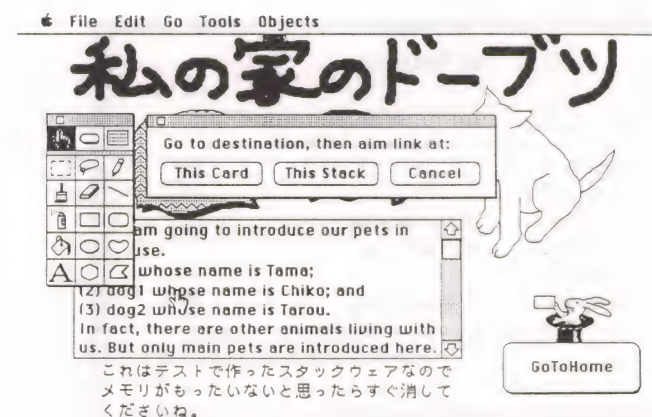 File Edit Go Tools Objects
私の家のドーブツ
Go to destination, then aim link at:
This Card This Stack Cancel
am going to introduce our pets in
use.
whose name is Tama;
(2) dog1 whose name is Chiko; and
(3) dog2 whose name is Tarou.
In fact, there are other animals living with
us. But only main pets are introduced here.
GoToHome
これはテストで作ったスタックウェアなので
メモリがもったいないと思ったらすぐ消して
くださいね。